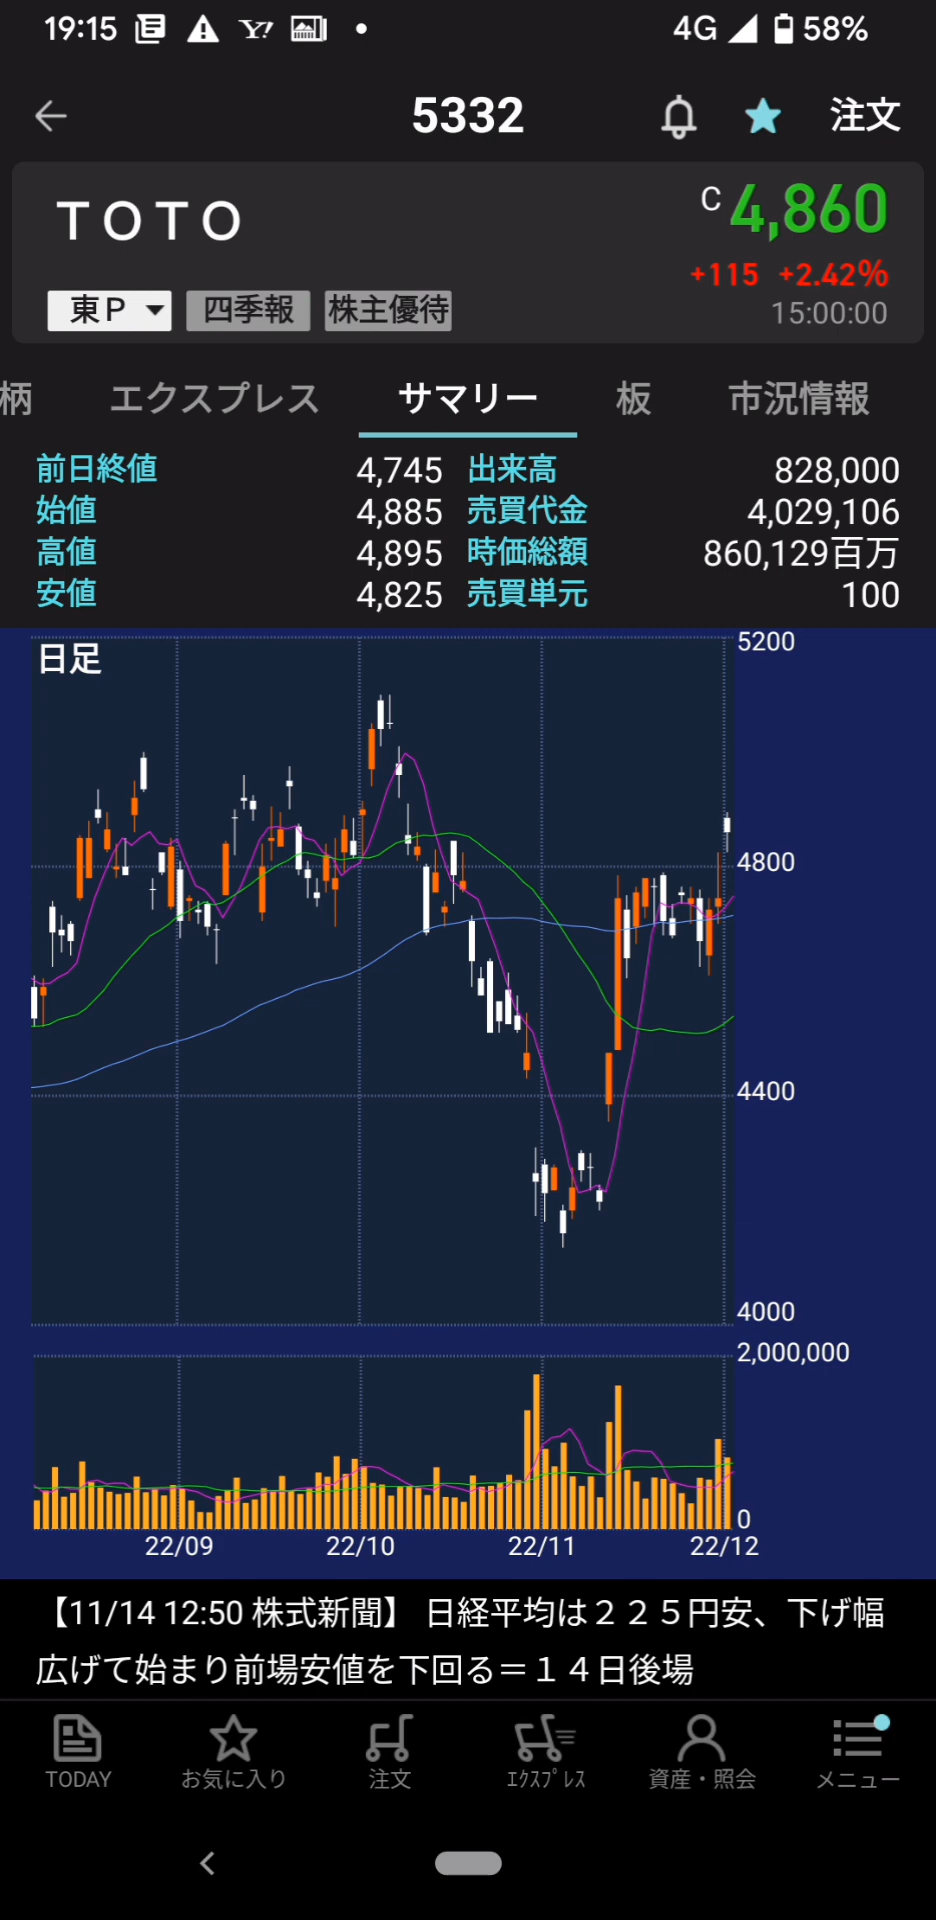 19:15 4G 58%
5332 注文
ＴＯＴＯ
C 4,860
+115 +2.42%
東Ｐ 四季報 株主優待 15:00:00
柄 エクスプレス サマリー 板 市況情報
前日終値 4,745 出来高 828,000
始値 4,885 売買代金 4,029,106
高値 4,895 時価総額 860,129百万
安値 4,825 売買単元 100
日足
5200
4800
4400
4000
2,000,000
0
22/09 22/10 22/11 22/12
【11/14 12:50 株式新聞】 日経平均は２２５円安、下げ幅
広げて始まり前場安値を下回る＝１４日後場
TODAY お気に入り 注文 ｴｸｽﾌﾟﾚｽ 資産・照会 メニュー